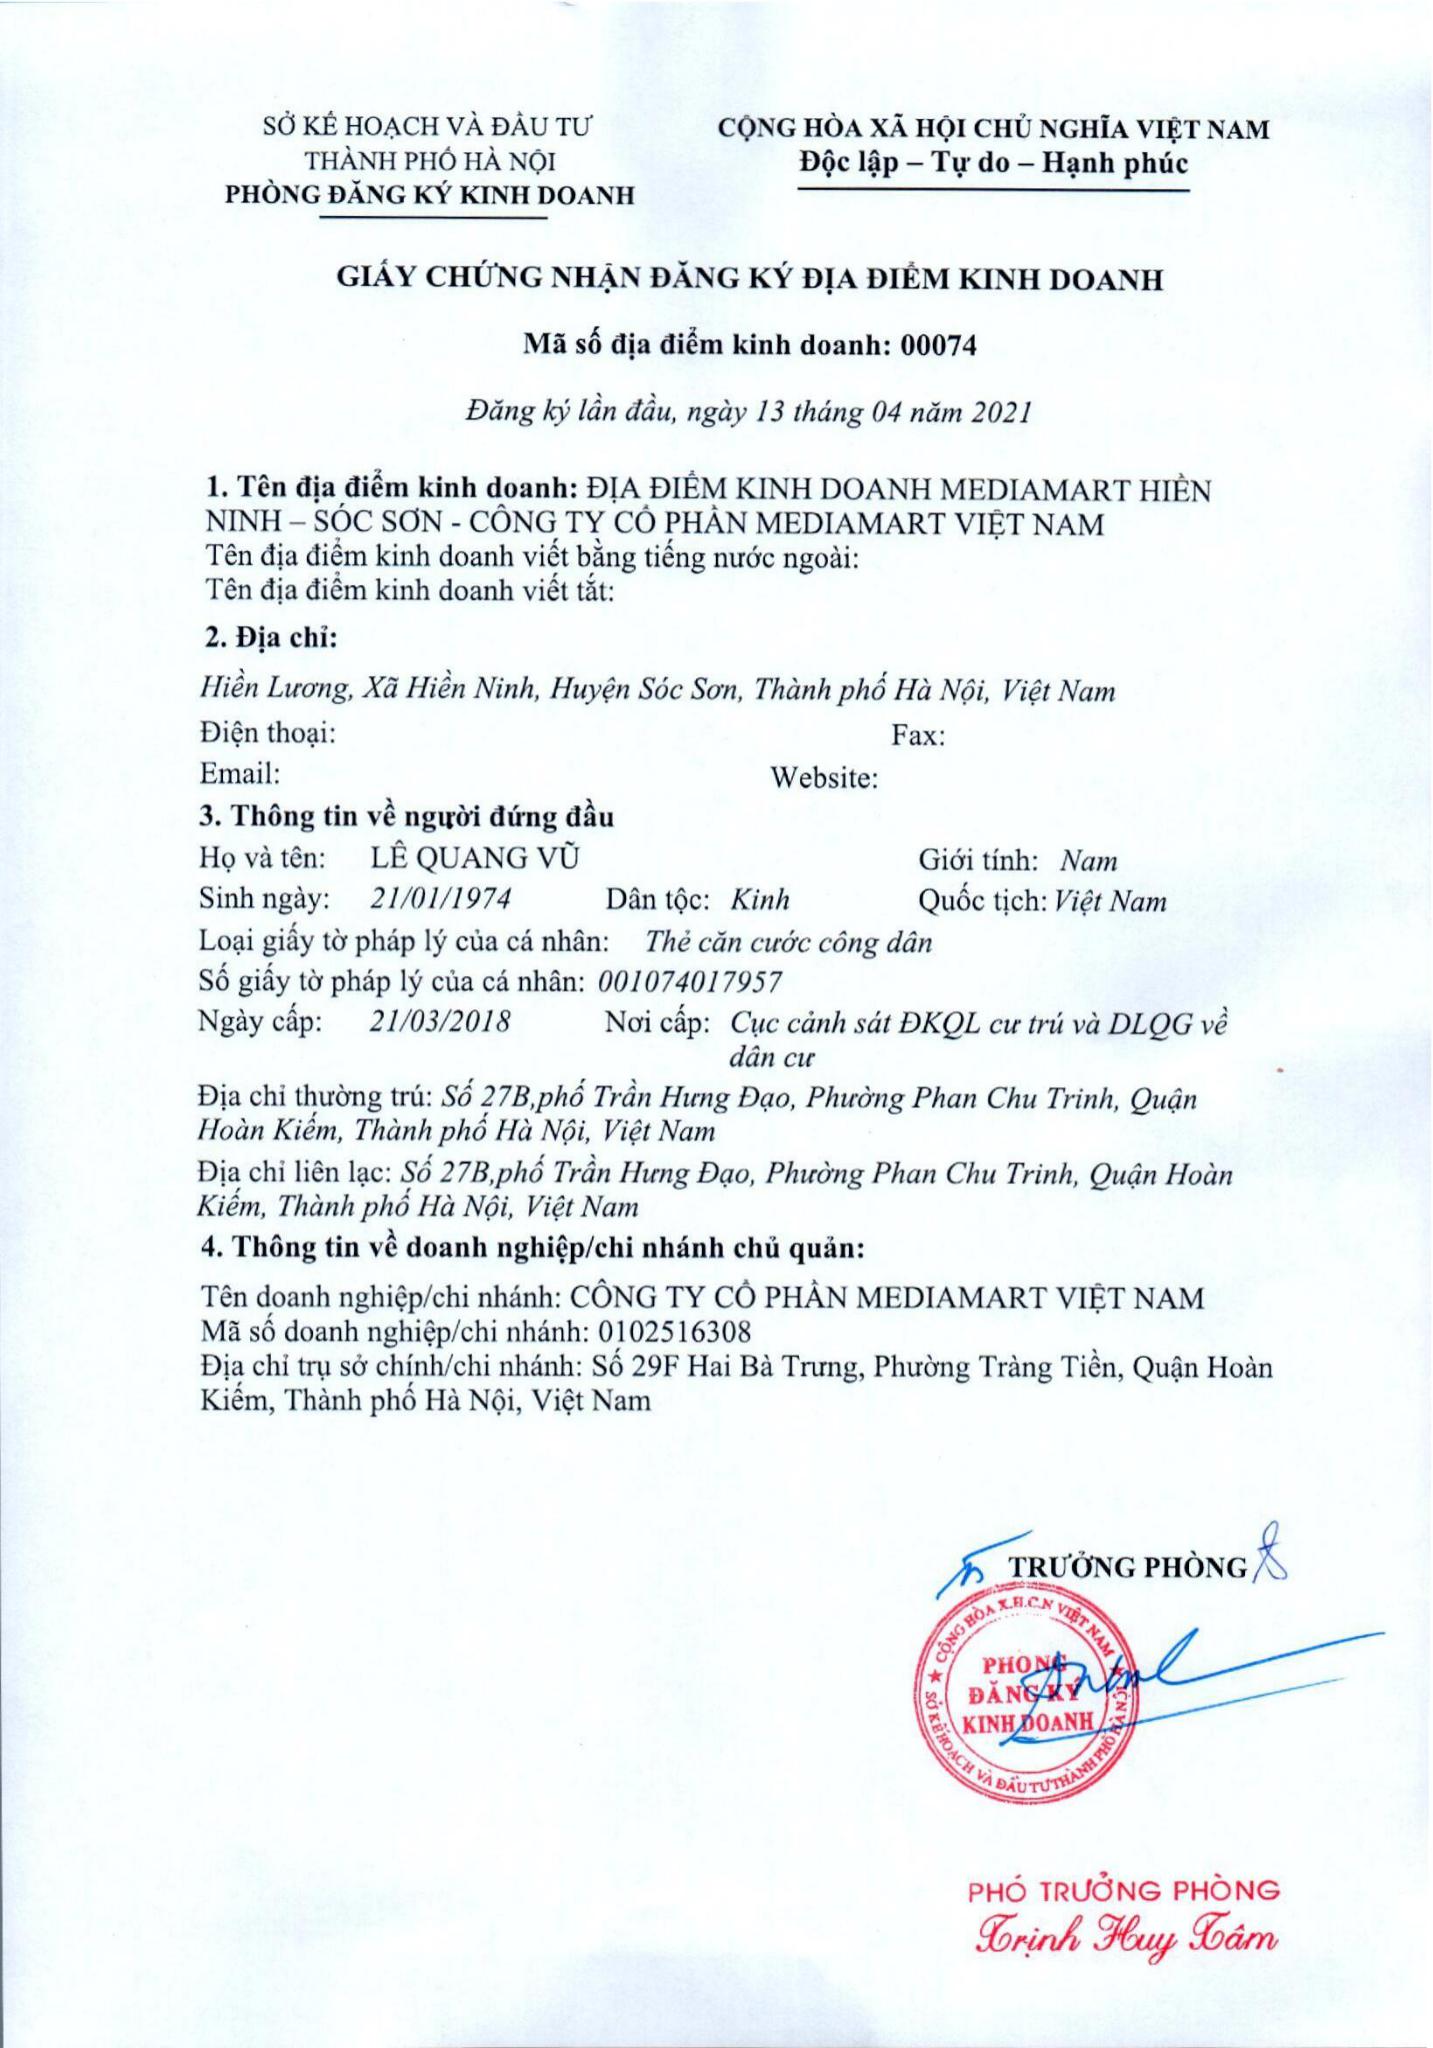 SỞ KẾ HOẠCH VÀ ĐẦU TƯ
THÀNH PHỐ HÀ NỘI
PHÒNG ĐĂNG KÝ KINH DOANH
CỘNG HÒA XÃ HỘI CHỦ NGHĨA VIỆT NAM
Độc lập – Tự do – Hạnh phúc
GIẤY CHỨNG NHẬN ĐĂNG KÝ ĐỊA ĐIỂM KINH DOANH
Mã số địa điểm kinh doanh: 00074
Đăng ký lần đầu, ngày 13 tháng 04 năm 2021
1. Tên địa điểm kinh doanh: ĐỊA ĐIỂM KINH DOANH MEDIAMART HIỀN
NINH – SÓC SƠN - CÔNG TY CỔ PHẦN MEDIAMART VIỆT NAM
Tên địa điểm kinh doanh viết bằng tiếng nước ngoài:
Tên địa điểm kinh doanh viết tắt:
2. Địa chỉ:
Hiền Lương, Xã Hiền Ninh, Huyện Sóc Sơn, Thành phố Hà Nội, Việt Nam
Điện thoại: Fax:
Email: Website:
3. Thông tin về người đứng đầu
Họ và tên: LÊ QUANG VŨ Giới tính: Nam
Sinh ngày: 21/01/1974 Dân tộc: Kinh Quốc tịch: Việt Nam
Loại giấy tờ pháp lý của cá nhân: Thẻ căn cước công dân
Số giấy tờ pháp lý của cá nhân: 001074017957
Ngày cấp: 21/03/2018 Nơi cấp: Cục cảnh sát ĐKQL cư trú và DLQG về
dân cư
Địa chỉ thường trú: Số 27B,phố Trần Hưng Đạo, Phường Phan Chu Trinh, Quận
Hoàn Kiếm, Thành phố Hà Nội, Việt Nam
Địa chỉ liên lạc: Số 27B,phố Trần Hưng Đạo, Phường Phan Chu Trinh, Quận Hoàn
Kiếm, Thành phố Hà Nội, Việt Nam
4. Thông tin về doanh nghiệp/chi nhánh chủ quản:
Tên doanh nghiệp/chi nhánh: CÔNG TY CỔ PHẦN MEDIAMART VIỆT NAM
Mã số doanh nghiệp/chi nhánh: 0102516308
Địa chỉ trụ sở chính/chi nhánh: Số 29F Hai Bà Trưng, Phường Tràng Tiền, Quận Hoàn
Kiếm, Thành phố Hà Nội, Việt Nam
TRƯỞNG PHÒNG
CỘNG HÒA X.H.C.N VIỆT NAM
PHÒNG
ĐĂNG KÝ
KINH DOANH
SỞ KẾ HOẠCH VÀ ĐẦU TƯ THÀNH PHỐ HÀ NỘI
PHÓ TRƯỞNG PHÒNG
Trịnh Huy Tâm